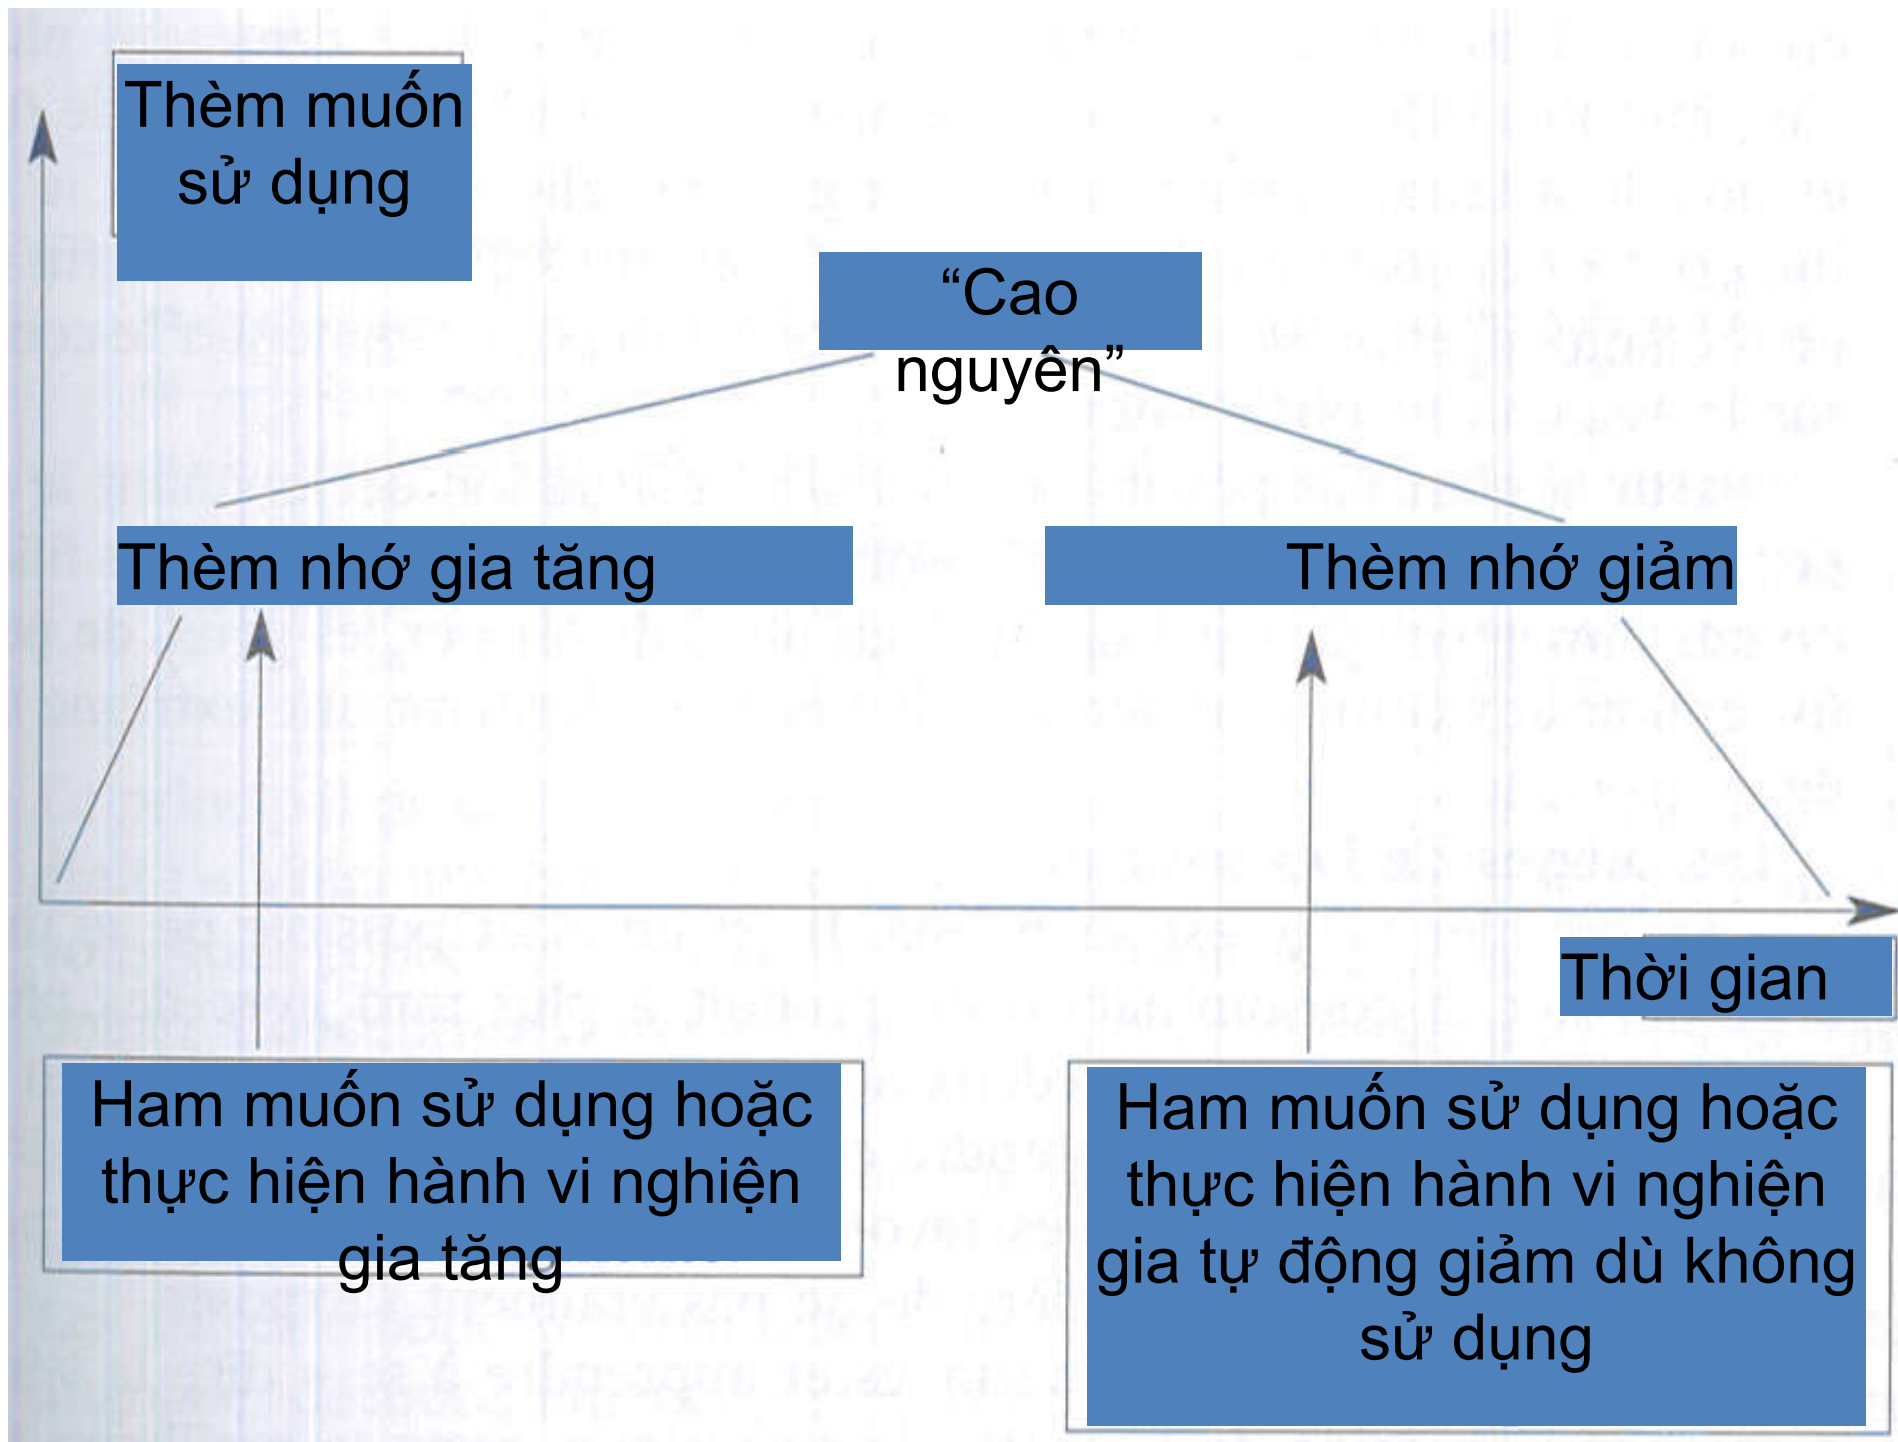 Thèm muốn
sử dụng
“Cao
nguyên”
Thèm nhớ gia tăng
Thèm nhớ giảm
Thời gian
Ham muốn sử dụng hoặc
thực hiện hành vi nghiện
gia tăng
Ham muốn sử dụng hoặc
thực hiện hành vi nghiện
gia tự động giảm dù không
sử dụng